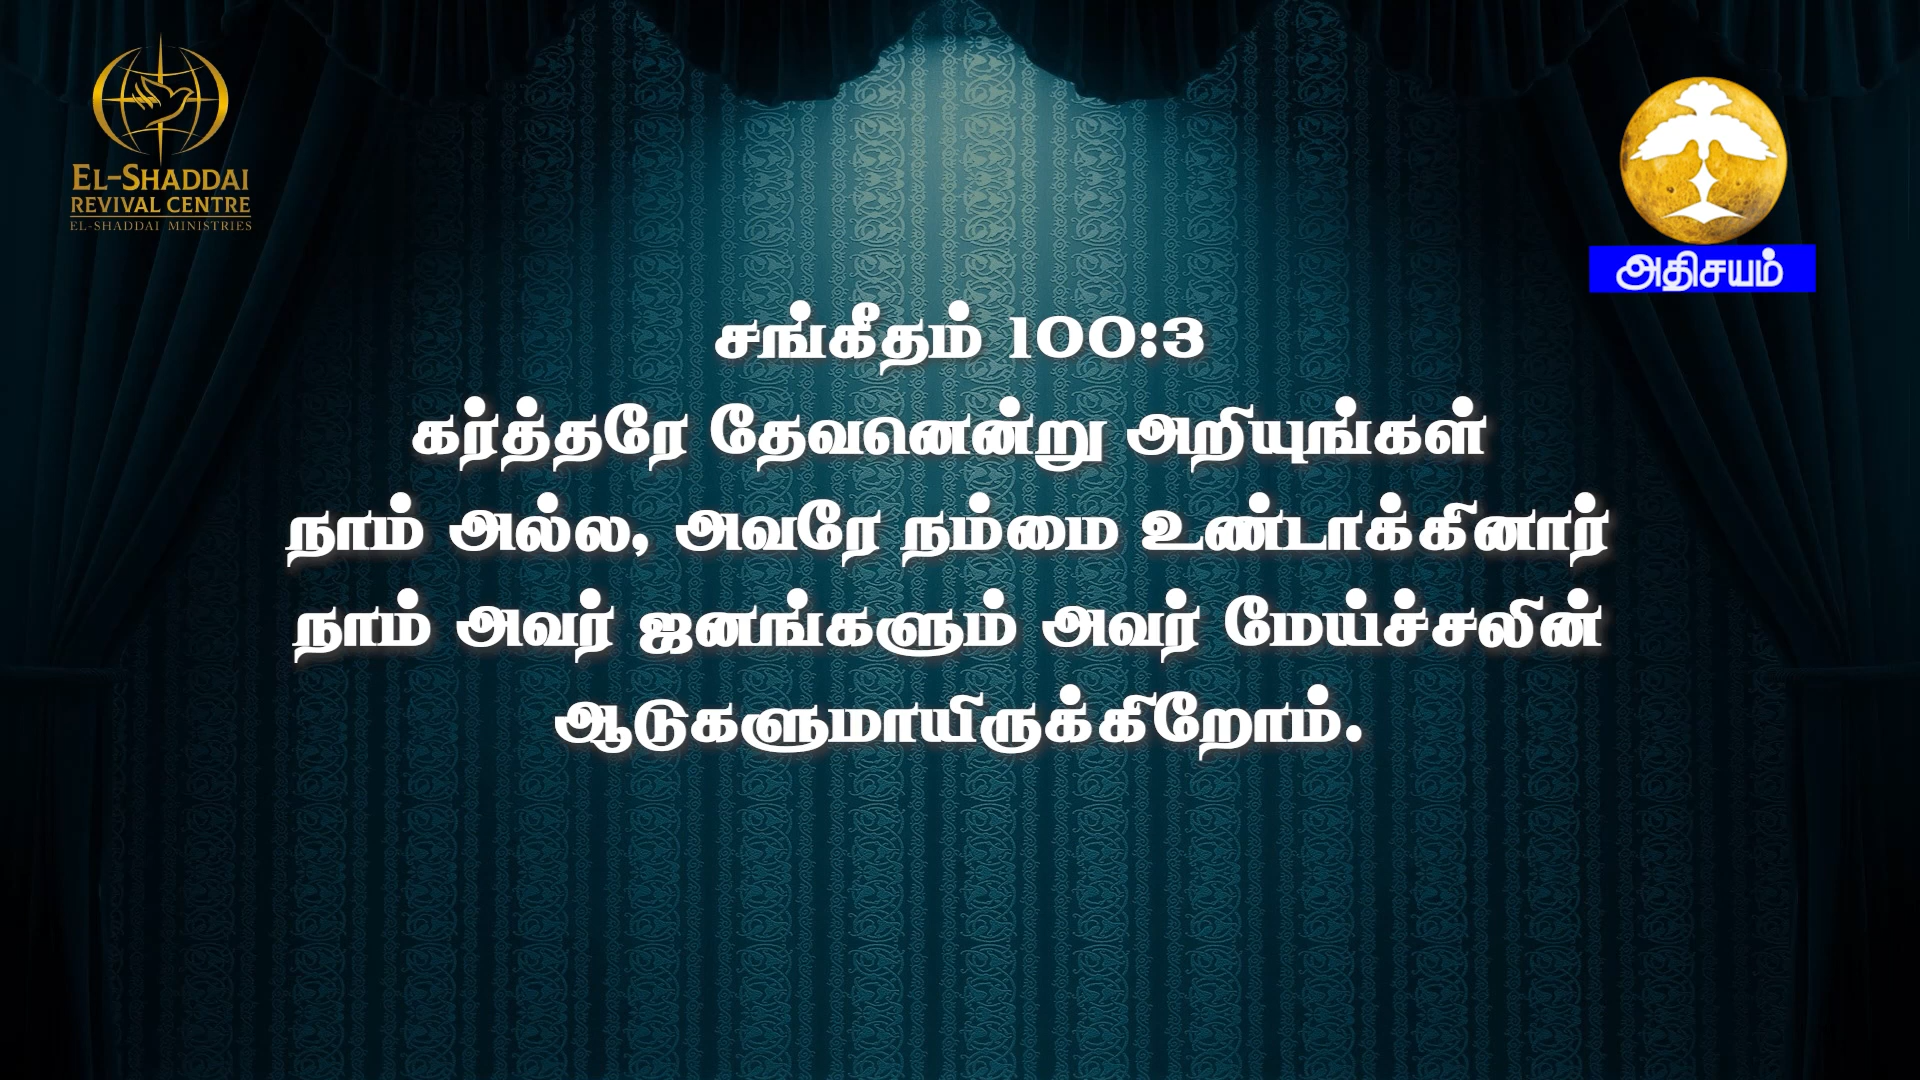 EL-SHADDAI
REVIVAL CENTRE
EL-SHADDAI MINISTRIES
அதிசயம்
சங்கீதம் 100:3
கர்த்தரே தேவனென்று அறியுங்கள்
நாம் அல்ல, அவரே நம்மை உண்டாக்கினார்
நாம் அவர் ஜனங்களும் அவர் மேய்ச்சலின்
ஆடுகளுமாயிருக்கிறோம்.